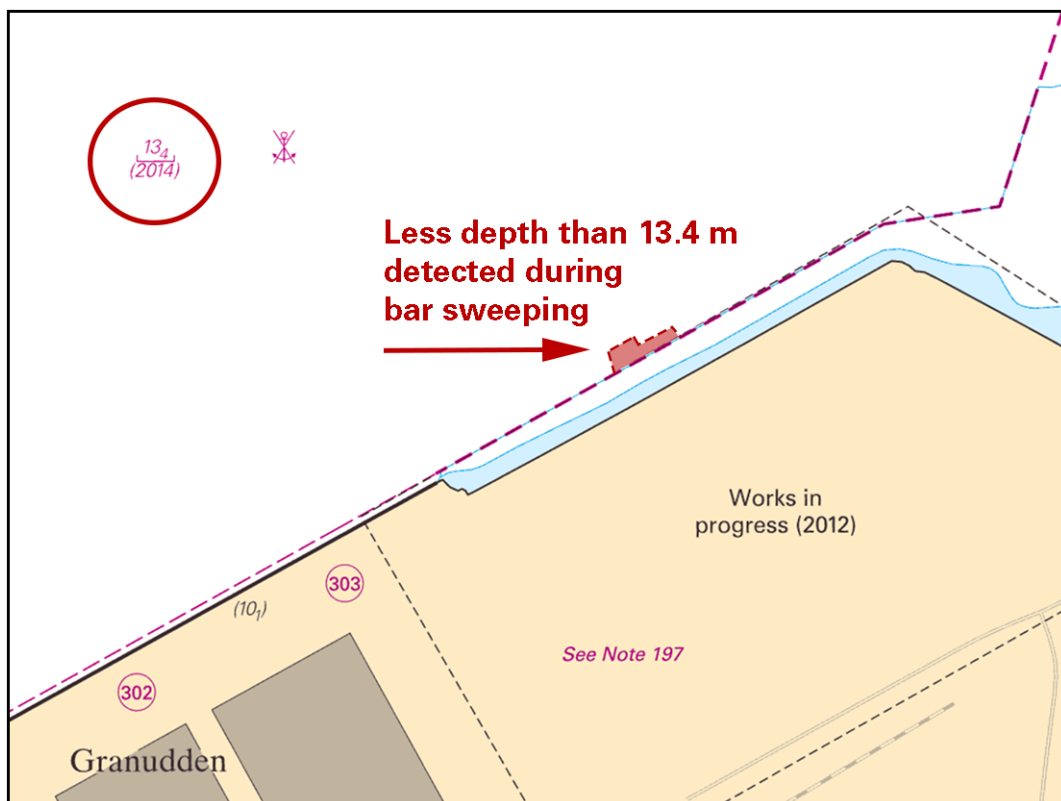 13₄
(2014)
Less depth than 13.4 m
detected during
bar sweeping
Works in
progress (2012)
303
(10₁)
See Note 197
302
Granudden